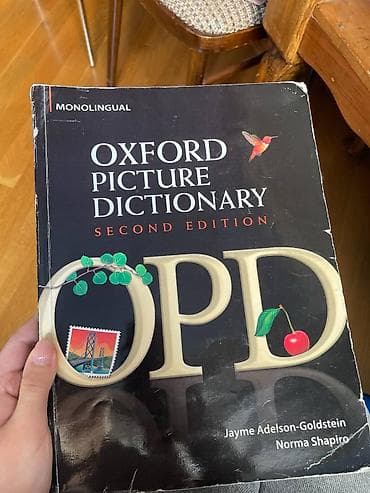 MONOLINGUAL
OXFORD
PICTURE
DICTIONARY
SECOND EDITION
OPD
Jayme Adelson-Goldstein
Norma Shapiro